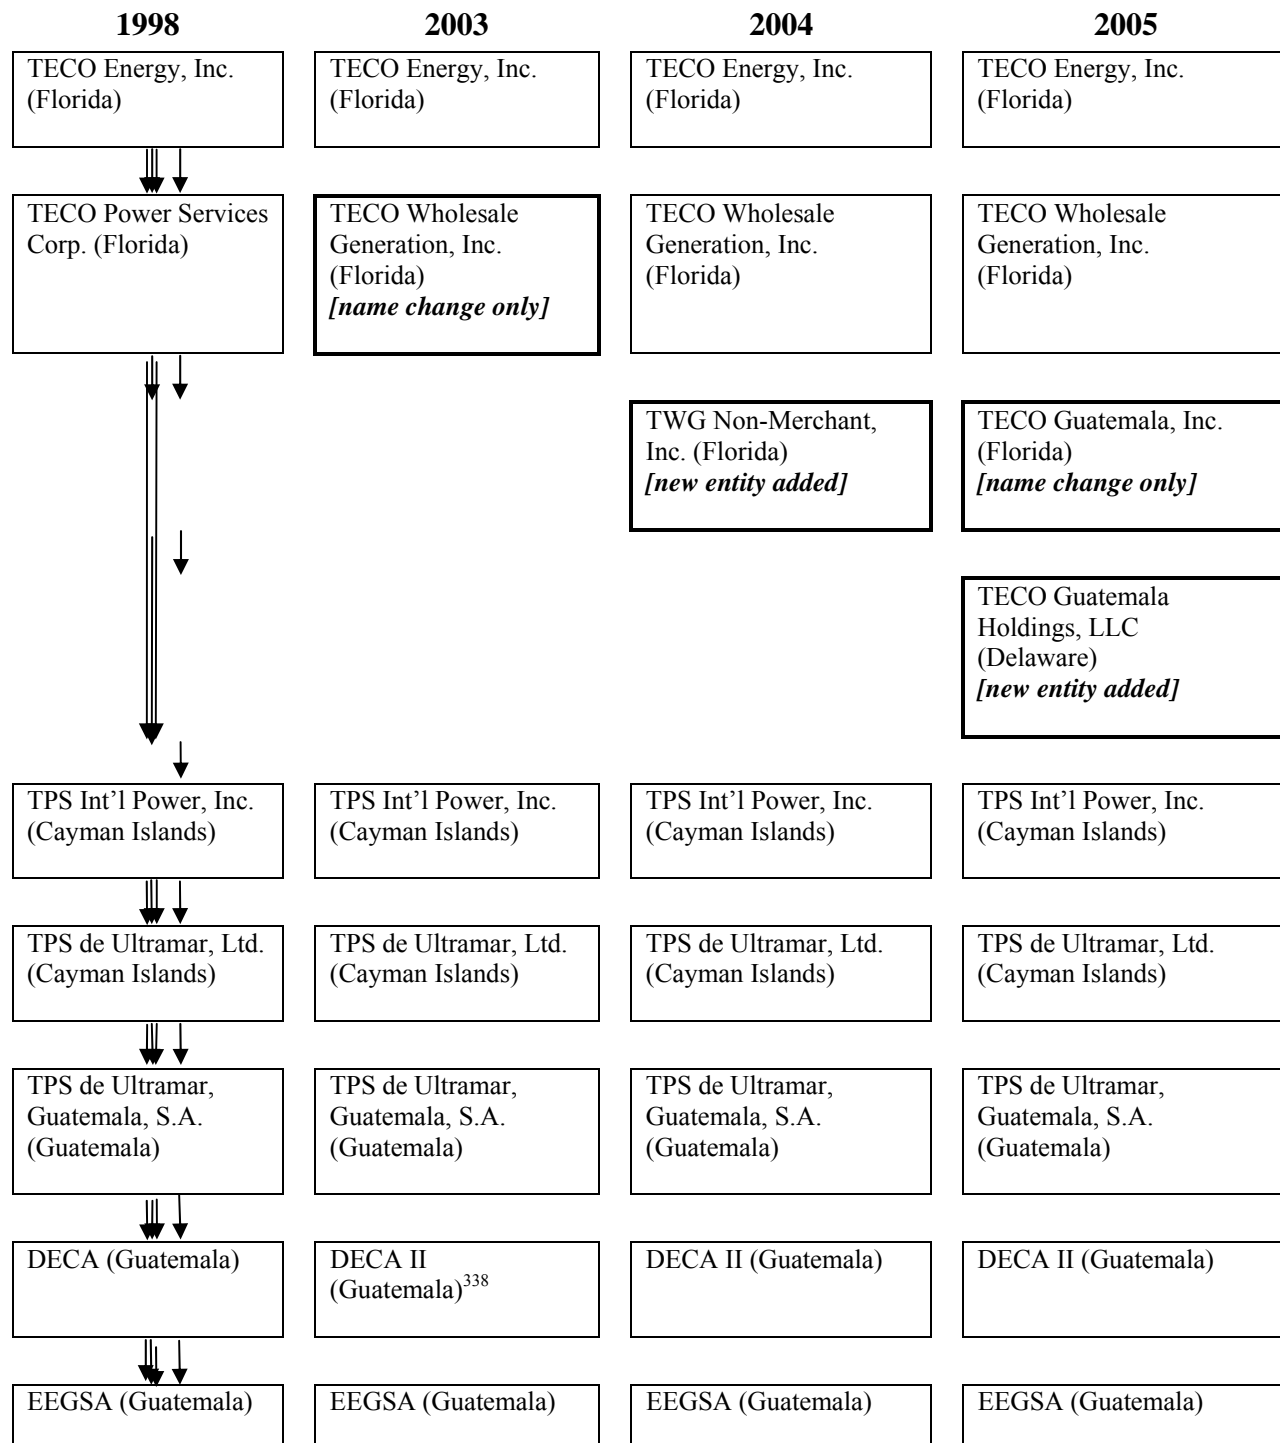 1998
2003
2004
2005
TECO Energy, Inc.
(Florida)
TECO Energy, Inc.
(Florida)
TECO Energy, Inc.
(Florida)
TECO Energy, Inc.
(Florida)
TECO Power Services
Corp. (Florida)
TECO Wholesale
Generation, Inc.
(Florida)
[name change only]
TECO Wholesale
Generation, Inc.
(Florida)
TECO Wholesale
Generation, Inc.
(Florida)
TWG Non-Merchant,
Inc. (Florida)
[new entity added]
TECO Guatemala, Inc.
(Florida)
[name change only]
TECO Guatemala
Holdings, LLC
(Delaware)
[new entity added]
TPS Int’l Power, Inc.
(Cayman Islands)
TPS Int’l Power, Inc.
(Cayman Islands)
TPS Int’l Power, Inc.
(Cayman Islands)
TPS Int’l Power, Inc.
(Cayman Islands)
TPS de Ultramar, Ltd.
(Cayman Islands)
TPS de Ultramar, Ltd.
(Cayman Islands)
TPS de Ultramar, Ltd.
(Cayman Islands)
TPS de Ultramar, Ltd.
(Cayman Islands)
TPS de Ultramar,
Guatemala, S.A.
(Guatemala)
TPS de Ultramar,
Guatemala, S.A.
(Guatemala)
TPS de Ultramar,
Guatemala, S.A.
(Guatemala)
TPS de Ultramar,
Guatemala, S.A.
(Guatemala)
DECA (Guatemala)
DECA II
(Guatemala)338
DECA II (Guatemala)
DECA II (Guatemala)
EEGSA (Guatemala)
EEGSA (Guatemala)
EEGSA (Guatemala)
EEGSA (Guatemala)